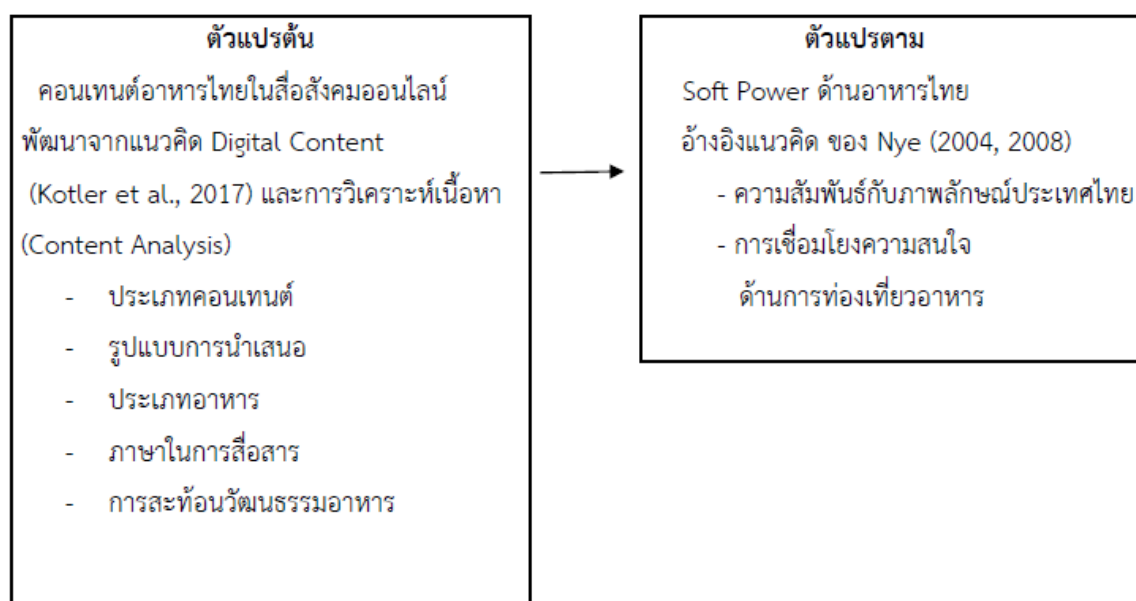 ตัวแปรต้น
คอนเทนต์อาหารไทยในสื่อสังคมออนไลน์
พัฒนาจากแนวคิด Digital Content
(Kotler et al., 2017) และการวิเคราะห์เนื้อหา
(Content Analysis)
- ประเภทคอนเทนต์
- รูปแบบการนำเสนอ
- ประเภทอาหาร
- ภาษาในการสื่อสาร
- การสะท้อนวัฒนธรรมอาหาร
ตัวแปรตาม
Soft Power ด้านอาหารไทย
อ้างอิงแนวคิด ของ Nye (2004, 2008)
- ความสัมพันธ์กับภาพลักษณ์ประเทศไทย
- การเชื่อมโยงความสนใจ
ด้านการท่องเที่ยวอาหาร